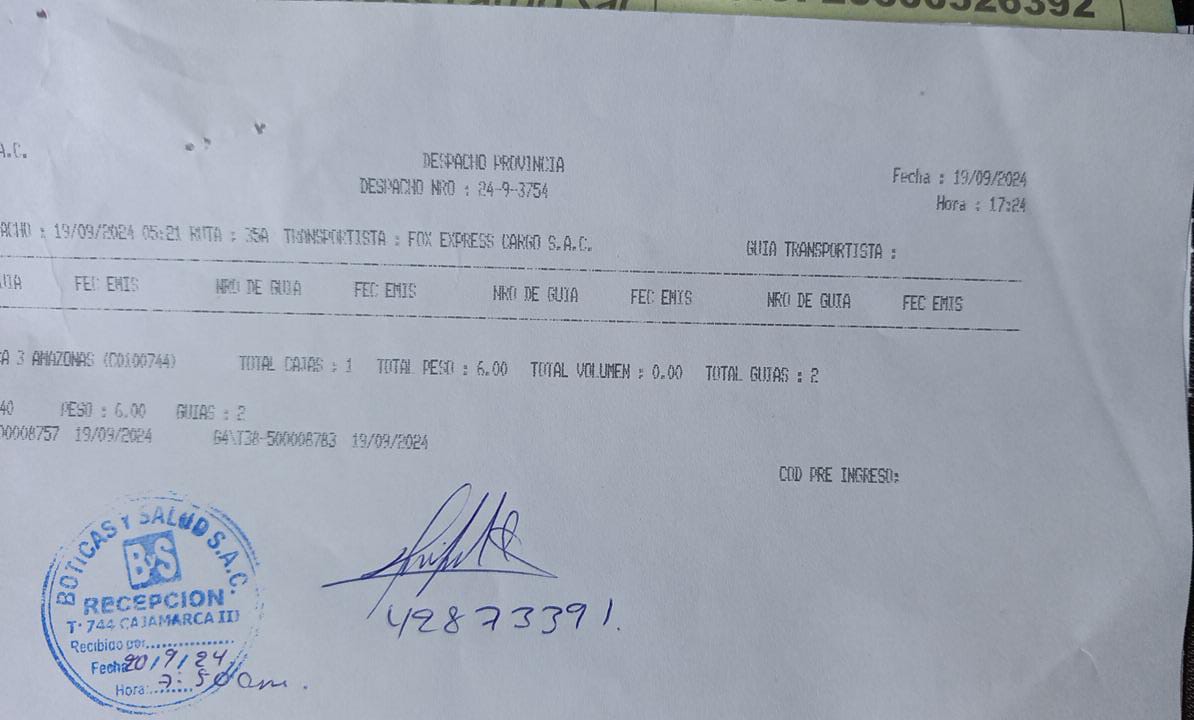 20600526392
A.C.
DESPACHO PROVINCIA
DESPACHO NRO : 24-9-3754
Fecha : 19/09/2024
Hora : 17:24
ACHO : 19/09/2024 05:21 RUTA : 35A TRANSPORTISTA : FOX EXPRESS CARGO S.A.C. GUIA TRANSPORTISTA :
UIA FEC EMIS NRO DE GUIA FEC EMIS NRO DE GUIA FEC EMIS NRO DE GUIA FEC EMIS
CA 3 AMAZONAS (C0100744) TOTAL CAJAS : 1 TOTAL PESO : 6.00 TOTAL VOLUMEN : 0.00 TOTAL GUIAS : 2
40 PESO : 6.00 GUIAS : 2
00008757 19/09/2024 G4\T38-500008783 19/09/2024
COD PRE INGRESO:
BOTICAS Y SALUD S.A.C.
ByS
RECEPCION
T-744 CAJAMARCA III
Recibido por
Fecha 20/9/24
Hora: 7:50am.
42873391.